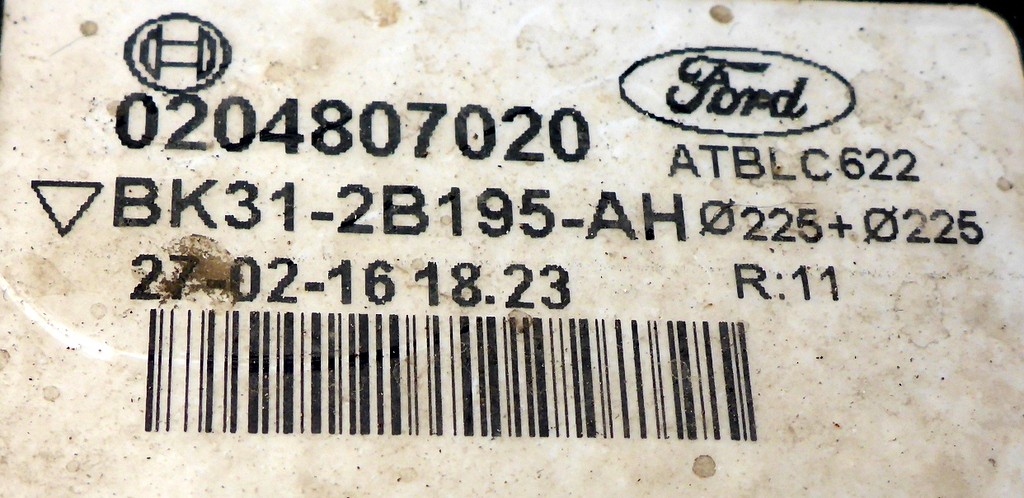 0204807020
Ford
ATBLC622
BK31-2B195-AH
Ø225+Ø225
27-02-16 18.23
R:11